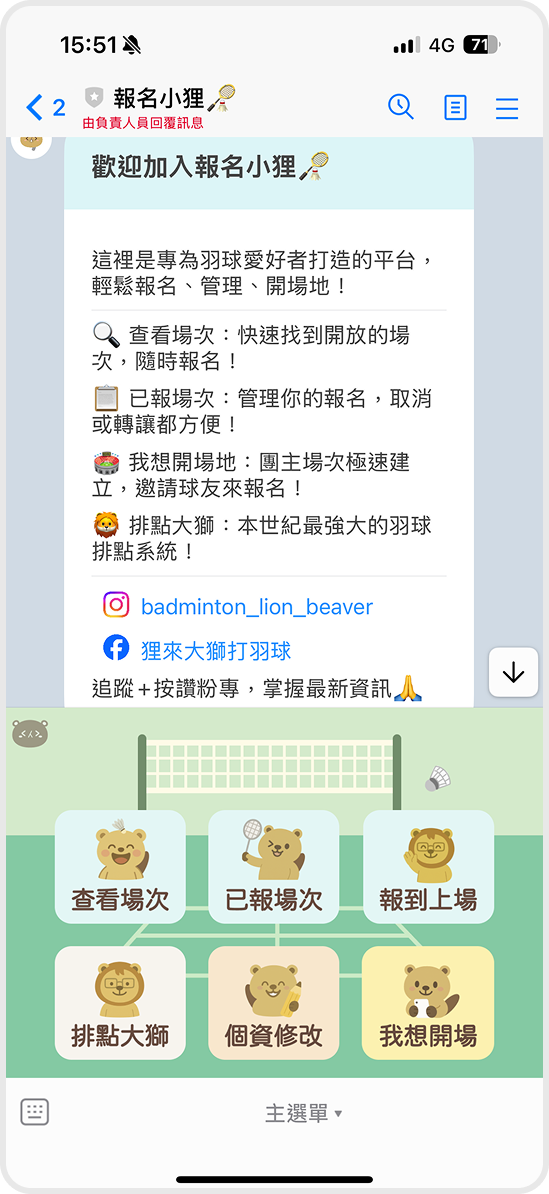 15:51
4G
71
2
報名小狸🏸
由負責人員回覆訊息
歡迎加入報名小狸🏸
這裡是專為羽球愛好者打造的平台，
輕鬆報名、管理、開場地！
🔍 查看場次：快速找到開放的場
次，隨時報名！
📋 已報場次：管理你的報名，取消
或轉讓都方便！
🏟️ 我想開場地：團主場次極速建
立，邀請球友來報名！
🦁 排點大獅：本世紀最強大的羽球
排點系統！
badminton_lion_beaver
狸來大獅打羽球
追蹤+按讚粉專，掌握最新資訊🙏
查看場次
已報場次
報到上場
排點大獅
個資修改
我想開場
主選單 ▾